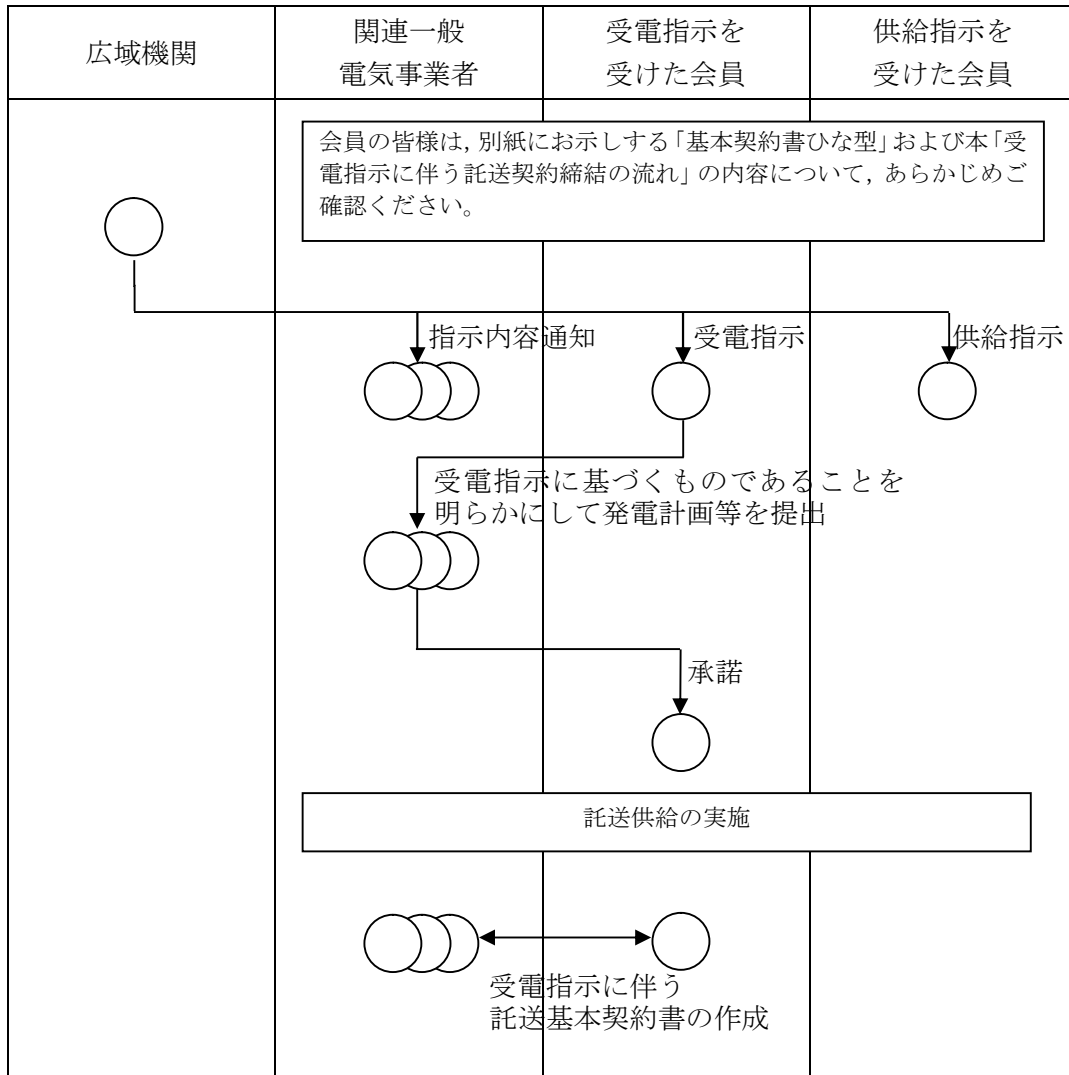 広域機関
関連一般
電気事業者
受電指示を
受けた会員
供給指示を
受けた会員
会員の皆様は，別紙にお示しする「基本契約書ひな型」および本「受
電指示に伴う託送契約締結の流れ」の内容について，あらかじめご
確認ください。
指示内容通知
受電指示
供給指示
受電指示に基づくものであることを
明らかにして発電計画等を提出
承諾
託送供給の実施
受電指示に伴う
託送基本契約書の作成